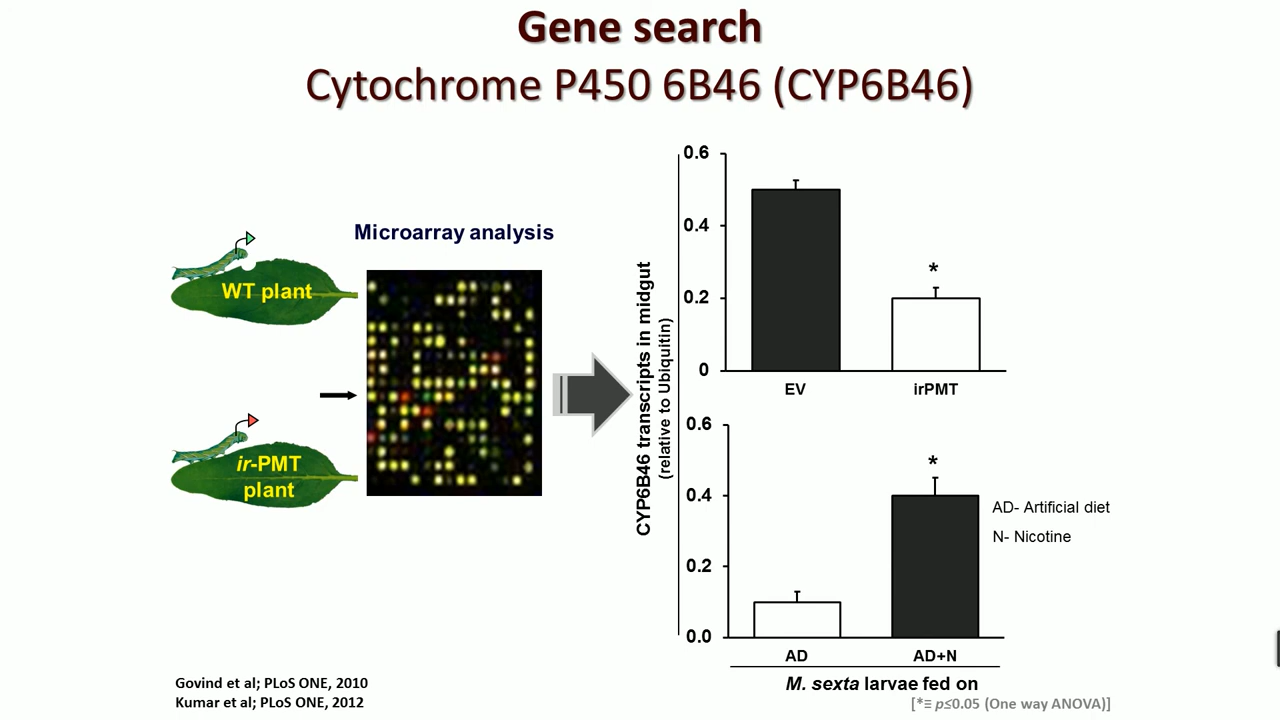 Gene search
Cytochrome P450 6B46 (CYP6B46)
Microarray analysis
WT plant
ir-PMT
plant
CYP6B46 transcripts in midgut
(relative to Ubiquitin)
0.6
0.4
0.2
0
EV
irPMT
*
0.6
0.4
0.2
0.0
*
AD
AD+N
AD- Artificial diet
N- Nicotine
M. sexta larvae fed on
[*≡ p≤0.05 (One way ANOVA)]
Govind et al; PLoS ONE, 2010
Kumar et al; PLoS ONE, 2012